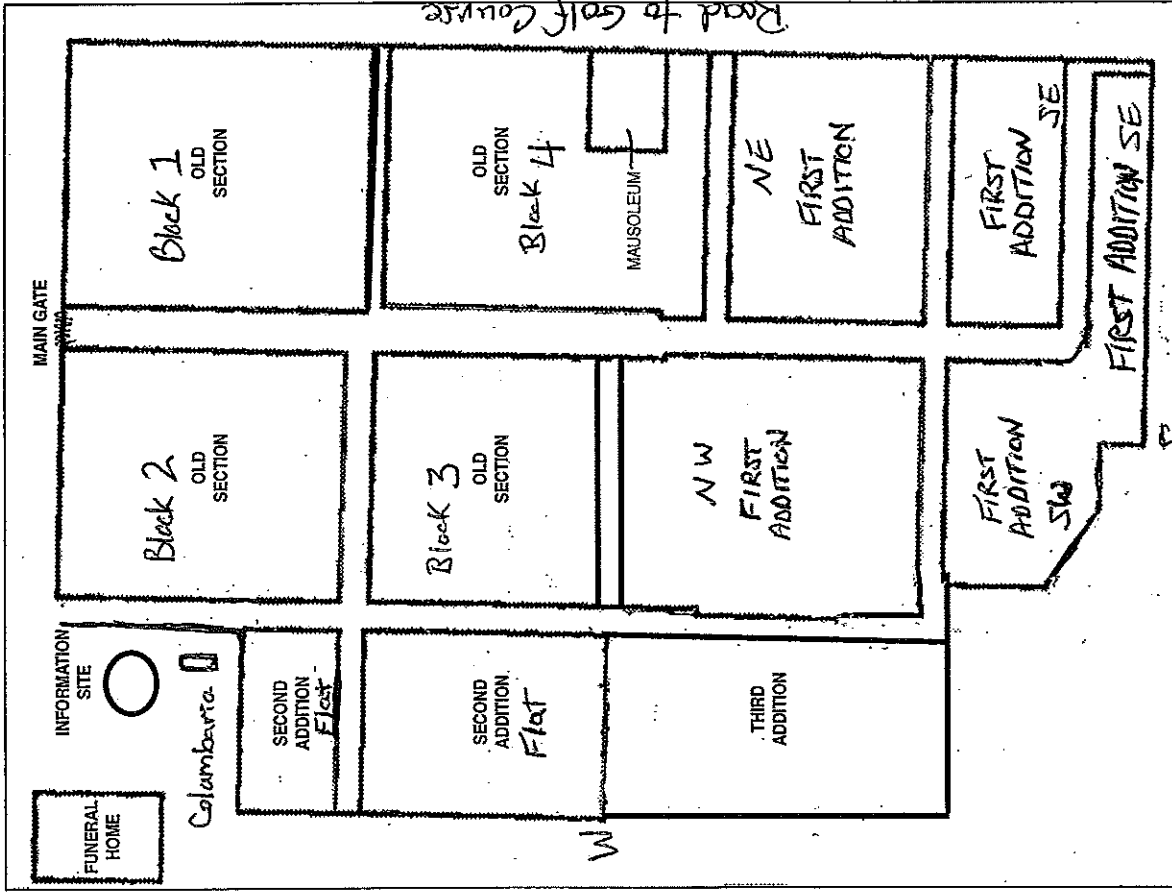 Road to Golf Course
MAIN GATE
Block 1
OLD
SECTION
Block 2
OLD
SECTION
INFORMATION
SITE
FUNERAL
HOME
Colambaria
SECOND
ADDITION
Flat
OLD
SECTION
Block 4
MAUSOLEUM
Block 3
OLD
SECTION
SECOND
ADDITION
Flat
W
NE
FIRST
ADDITION
NW
FIRST
ADDITION
THIRD
ADDITION
FIRST
ADDITION
SE
FIRST
ADDITION
SW
FIRST ADDITION SE